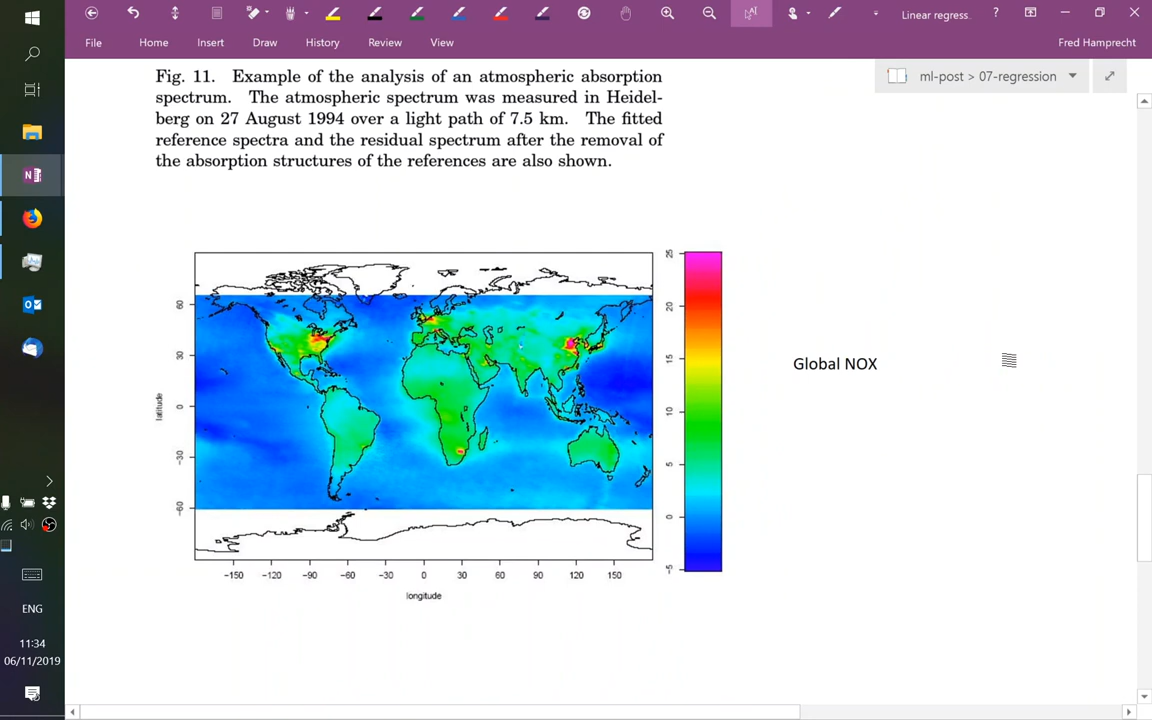 Linear regress.
?
File
Home
Insert
Draw
History
Review
View
Fred Hamprecht
ml-post > 07-regression
Fig. 11. Example of the analysis of an atmospheric absorption
spectrum. The atmospheric spectrum was measured in Heidel-
berg on 27 August 1994 over a light path of 7.5 km. The fitted
reference spectra and the residual spectrum after the removal of
the absorption structures of the references are also shown.
25
20
15
10
5
0
-5
60
30
0
-30
-60
latitude
-150 -120 -90 -60 -30 0 30 60 90 120 150
longitude
Global NOX
ENG
11:34
06/11/2019